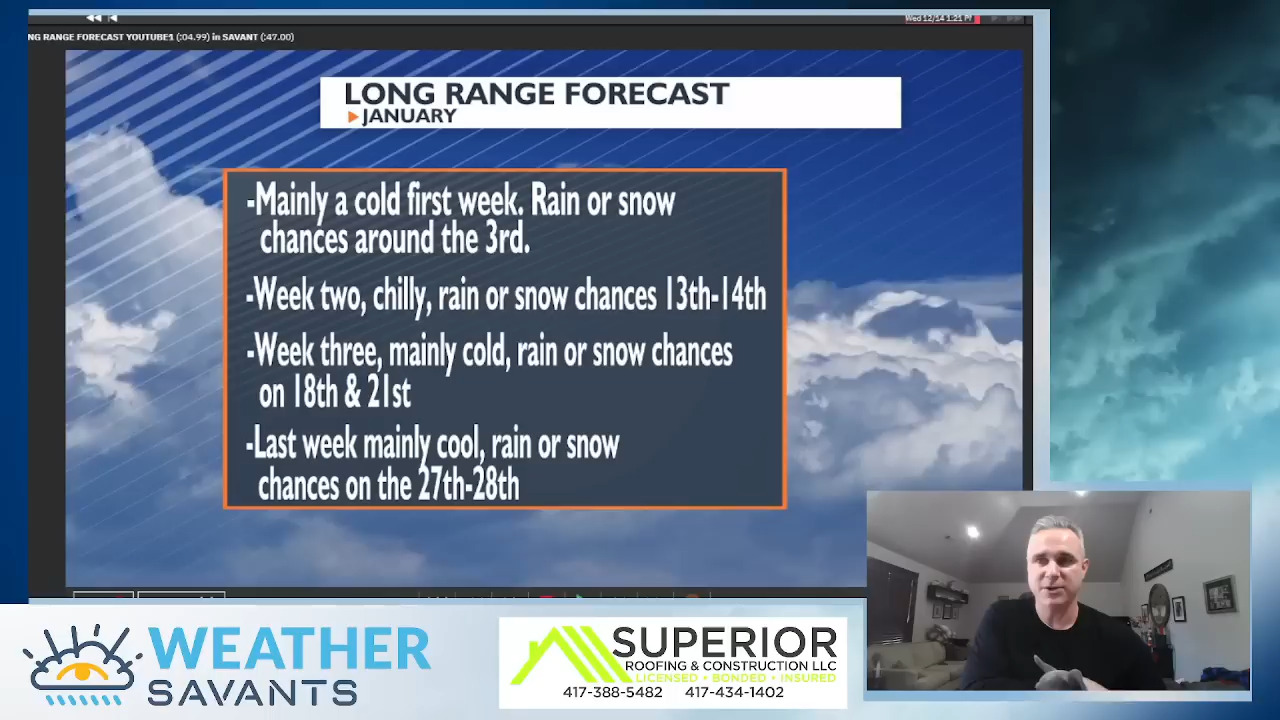 Wed 12/14 1:21 PM
NG RANGE FORECAST YOUTUBE1 (:04.99) in SAVANT (:47.00)
LONG RANGE FORECAST
JANUARY
-Mainly a cold first week. Rain or snow
chances around the 3rd.
-Week two, chilly, rain or snow chances 13th-14th
-Week three, mainly cold, rain or snow chances
on 18th & 21st
-Last week mainly cool, rain or snow
chances on the 27th-28th
WEATHER
SAVANTS
SUPERIOR
ROOFING & CONSTRUCTION LLC
LICENSED • BONDED • INSURED
417-388-5482 417-434-1402